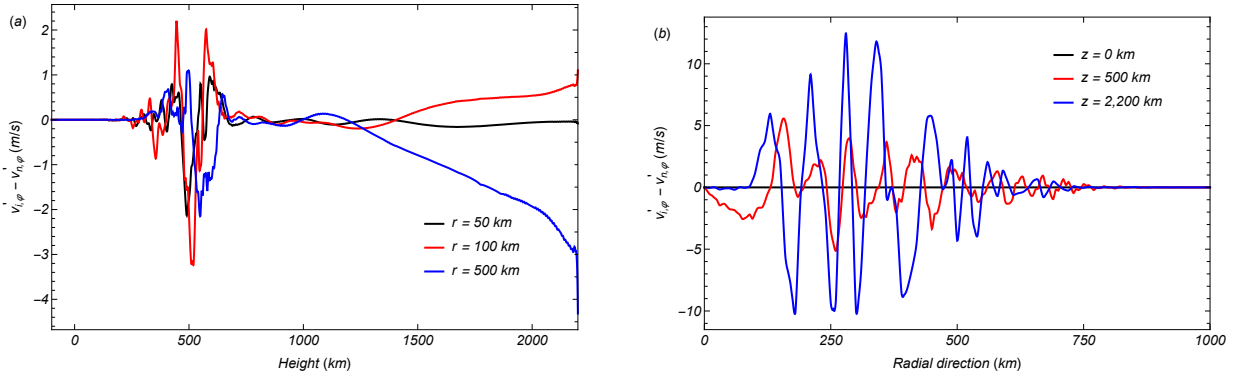 (a)
2
1
0
−1
−2
−3
−4
v'i,φ − v'n,φ (m/s)
r = 50 km
r = 100 km
r = 500 km
0
500
1000
1500
2000
Height (km)
(b)
10
5
0
−5
−10
v'i,φ − v'n,φ (m/s)
z = 0 km
z = 500 km
z = 2,200 km
0
250
500
750
1000
Radial direction (km)